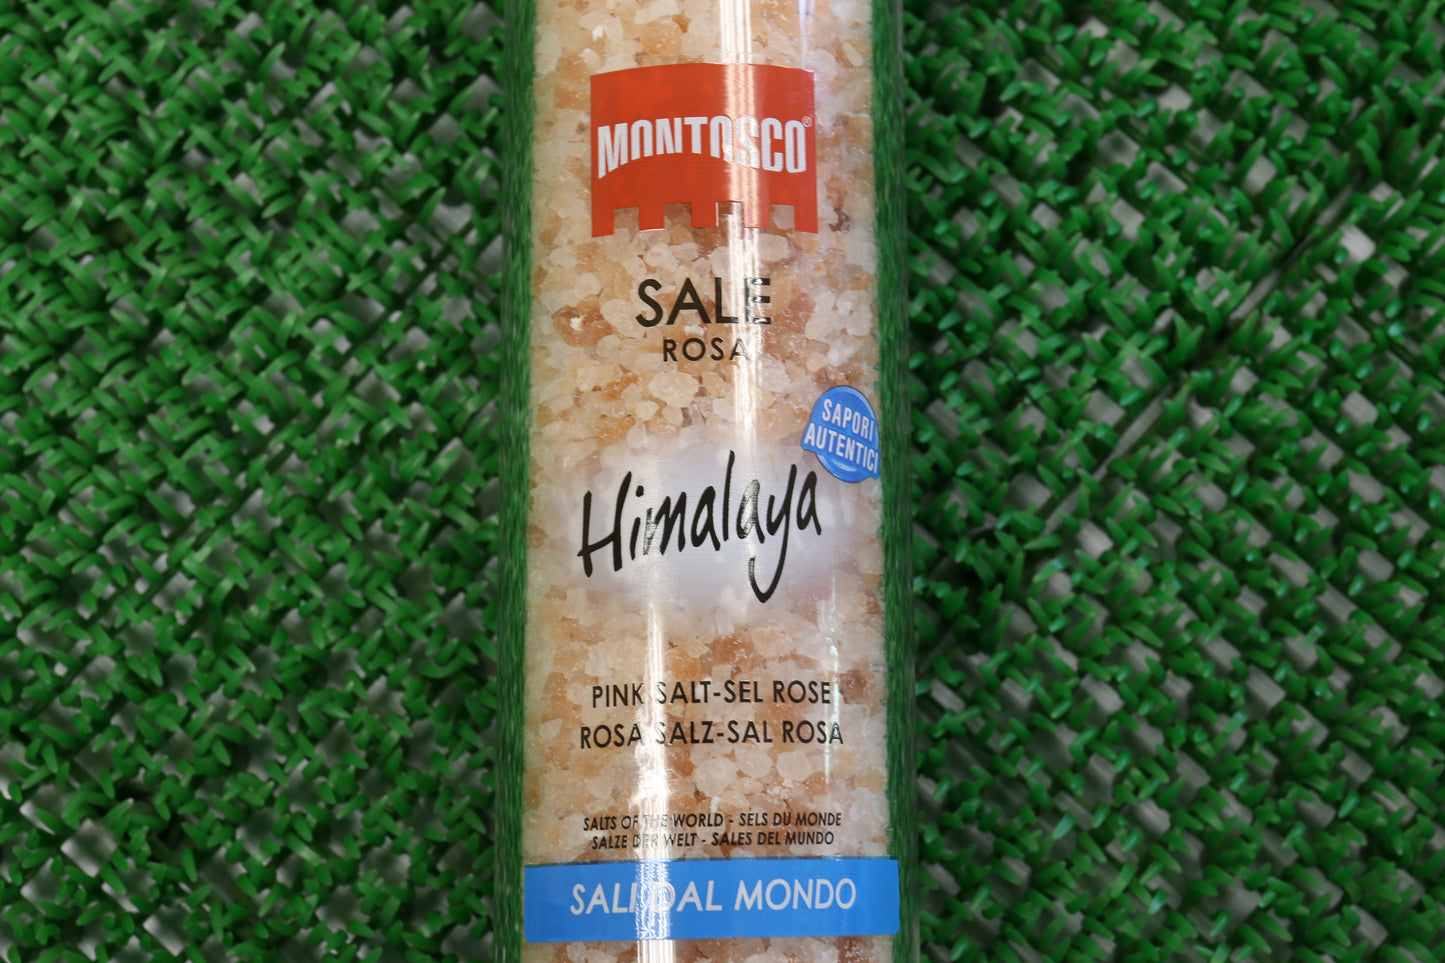 MONTOSCO®
SALE
ROSA
SAPORI
AUTENTICI
Himalaya
PINK SALT-SEL ROSE
ROSA SALZ-SAL ROSA
SALTS OF THE WORLD - SELS DU MONDE
SALZE DER WELT - SALES DEL MUNDO
SALI DAL MONDO